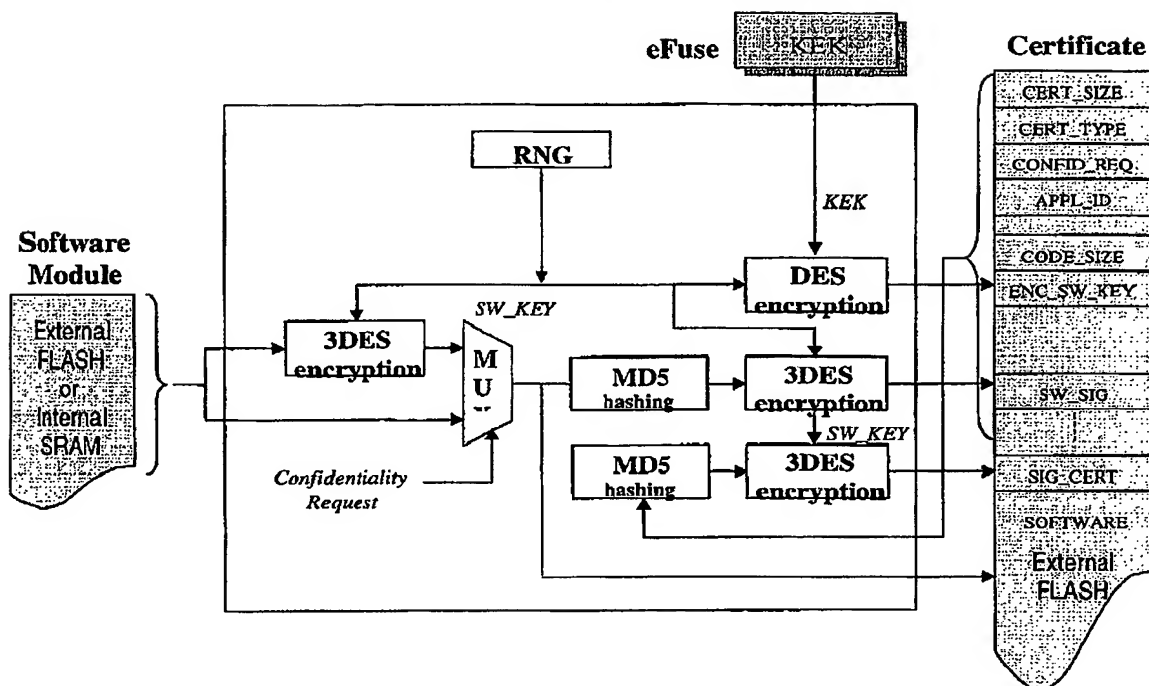 eFuse
KEK
Certificate
CERT_SIZE
CERT_TYPE
CONFID_REQ
APPL_ID
CODE_SIZE
ENC_SW_KEY
SW_SIG
SIG_CERT
SOFTWARE
External
FLASH
RNG
KEK
Software
Module
External
FLASH
or
Internal
SRAM
SW_KEY
DES
encryption
3DES
encryption
M
U
MD5
hashing
3DES
encryption
SW_KEY
MD5
hashing
3DES
encryption
Confidentiality
Request